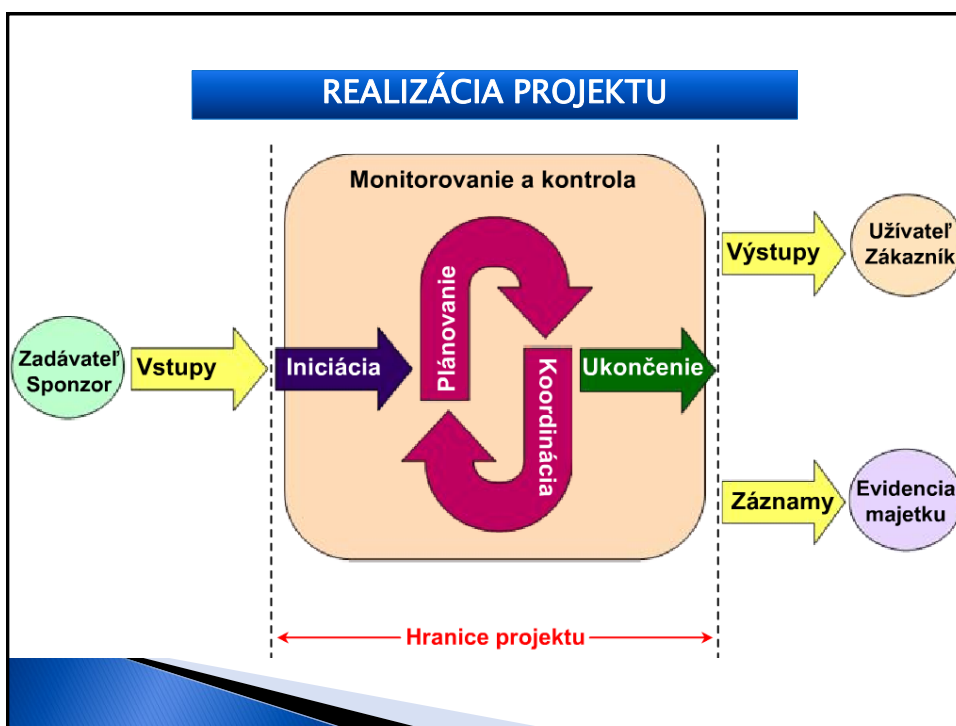 REALIZÁCIA PROJEKTU
Monitorovanie a kontrola
Zadávateľ
Sponzor
Vstupy
Iniciácia
Plánovanie
Koordinácia
Ukončenie
Výstupy
Užívateľ
Zákazník
Záznamy
Evidencia
majetku
Hranice projektu